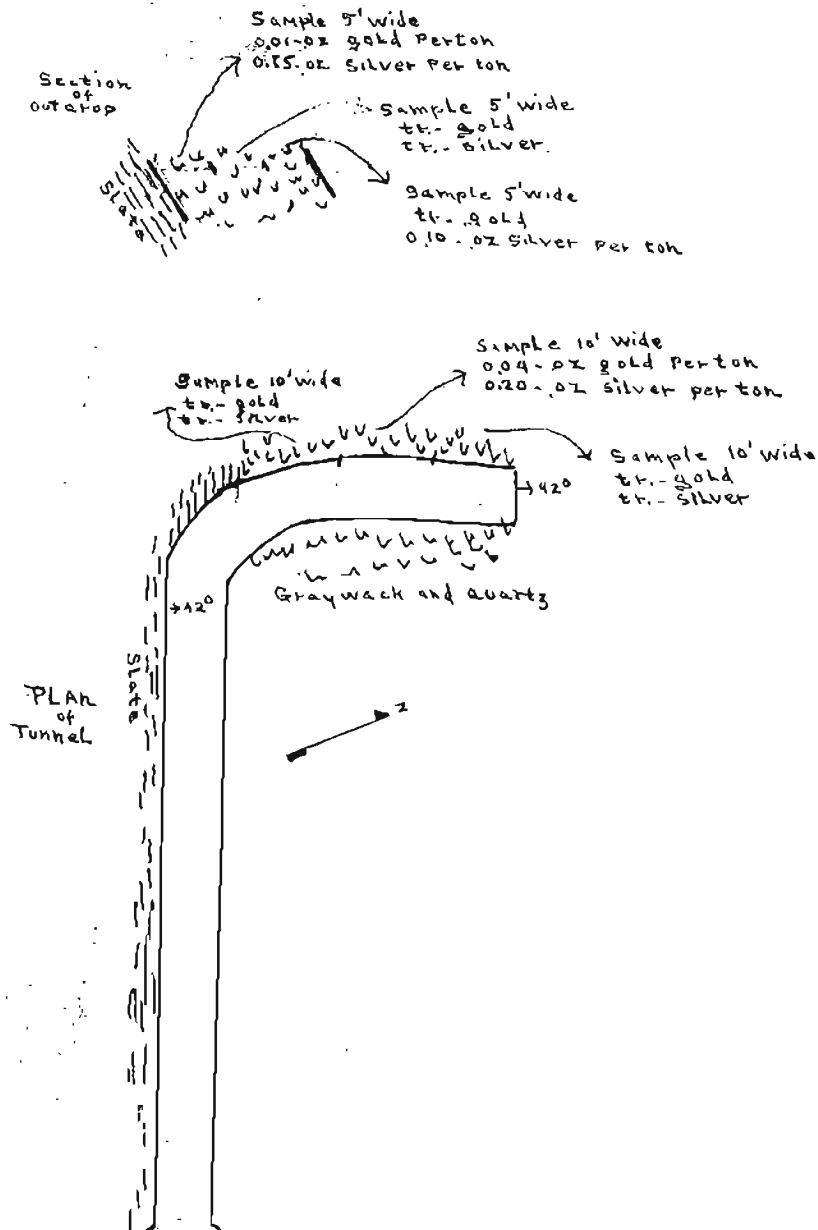 Section
of
Outcrop
Sample 5' wide
0.01-oz gold Per ton
oz Silver Per ton
Sample 5' wide
tr.- gold
tr.- Silver.
Slate
Sample 5' wide
tr.- gold
0.10-.oz Silver per ton
Sample 10' wide
tr.- gold
tr.- Silver
Sample 10' wide
0.04-oz gold Per ton
0.20-.oz Silver per ton
Sample 10' wide
tr.- gold
tr.- Silver
42°
42°
Graywack and Quartz
Slate
PLAn
of
Tunnel